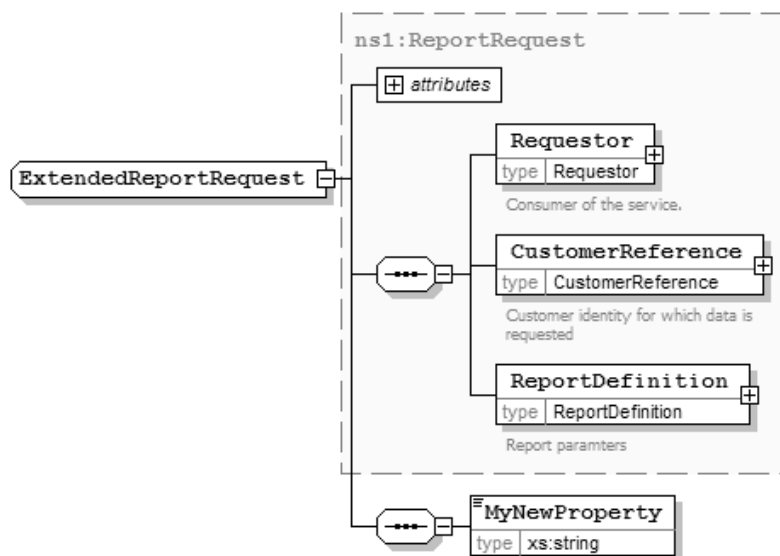 ns1:ReportRequest
attributes
Requestor
type Requestor
Consumer of the service.
ExtendedReportRequest
CustomerReference
type CustomerReference
Customer identity for which data is
requested
ReportDefinition
type ReportDefinition
Report paramters
MyNewProperty
type xs:string